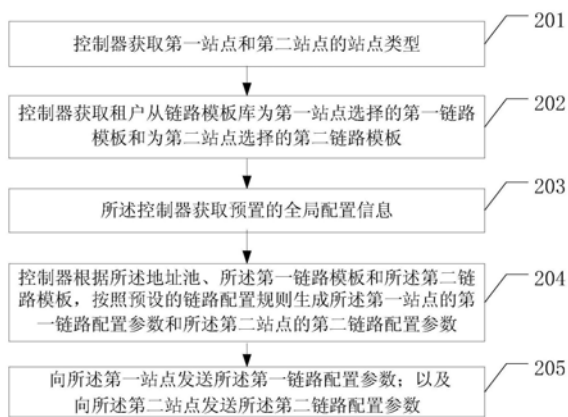 控制器获取第一站点和第二站点的站点类型
201
控制器获取租户从链路模板库为第一站点选择的第一链路
模板和为第二站点选择的第二链路模板
202
所述控制器获取预置的全局配置信息
203
控制器根据所述地址池、所述第一链路模板和所述第二链
路模板，按照预设的链路配置规则生成所述第一站点的第
一链路配置参数和所述第二站点的第二链路配置参数
204
向所述第一站点发送所述第一链路配置参数；以及
向所述第二站点发送所述第二链路配置参数
205